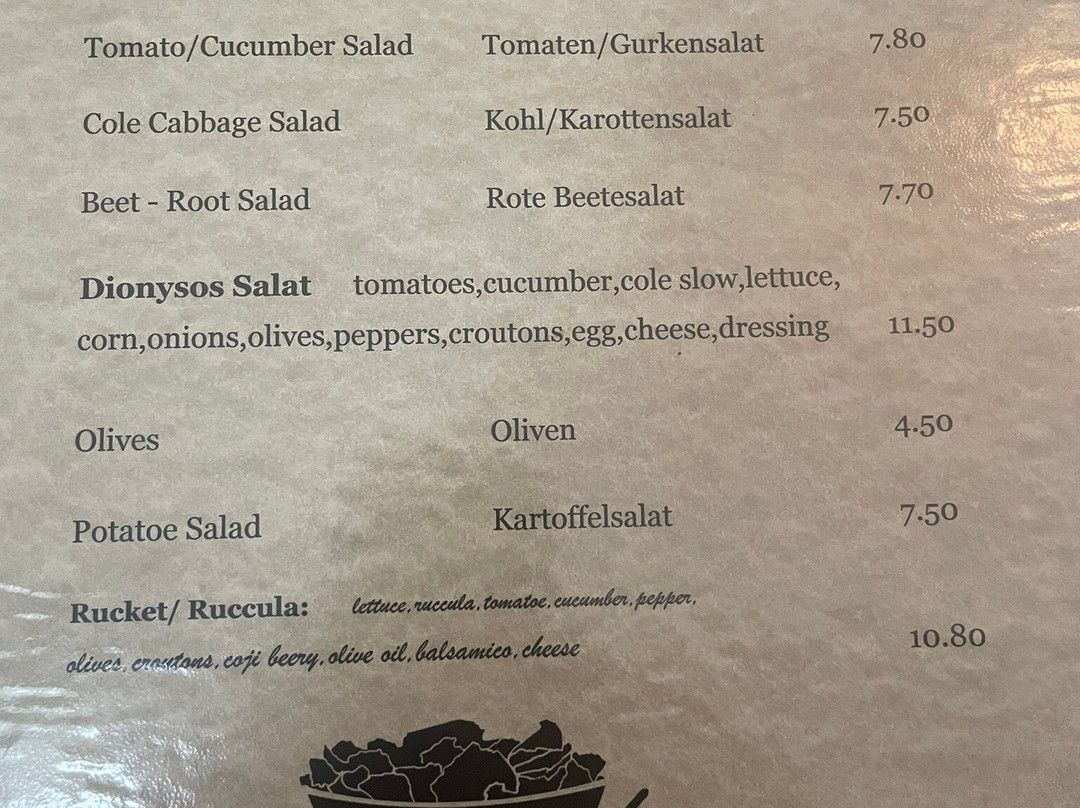 Tomato/Cucumber Salad Tomaten/Gurkensalat 7.80
Cole Cabbage Salad Kohl/Karottensalat 7.50
Beet - Root Salad Rote Beetesalat 7.70
Dionysos Salat tomatoes,cucumber,cole slow,lettuce,
corn,onions,olives,peppers,croutons,egg,cheese,dressing 11.50
Olives Oliven 4.50
Potatoe Salad Kartoffelsalat 7.50
Rucket/ Ruccula: lettuce,ruccula,tomatoe,cucumber,pepper,
olives,croutons,coji beery,olive oil,balsamico,cheese 10.80